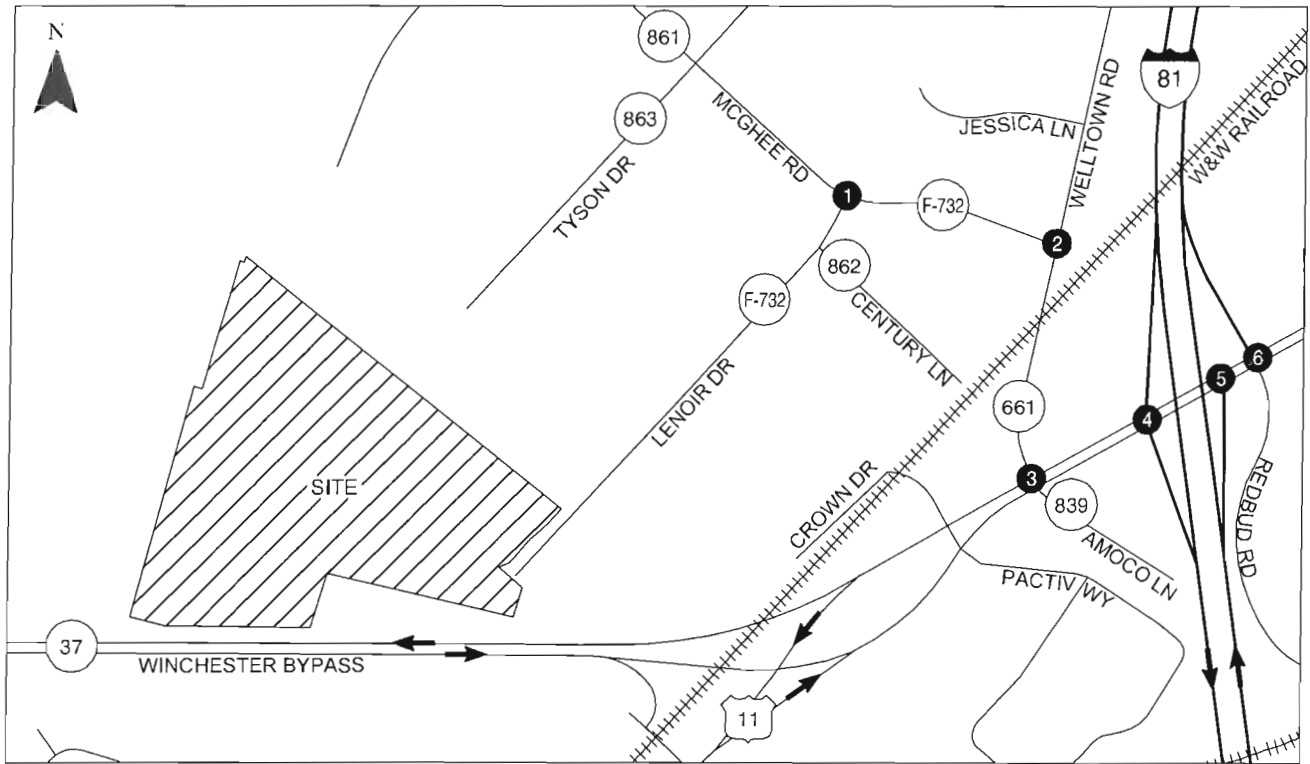 N
861
81
863
MCGHEE RD
JESSICA LN
WELLTOWN RD
W&W RAILROAD
TYSON DR
1
F-732
2
862
F-732
CENTURY LN
LENOIR DR
661
6
5
4
SITE
3
839
CROWN DR
REDBUD RD
AMOCO LN
PACTIV WY
37
WINCHESTER BYPASS
11